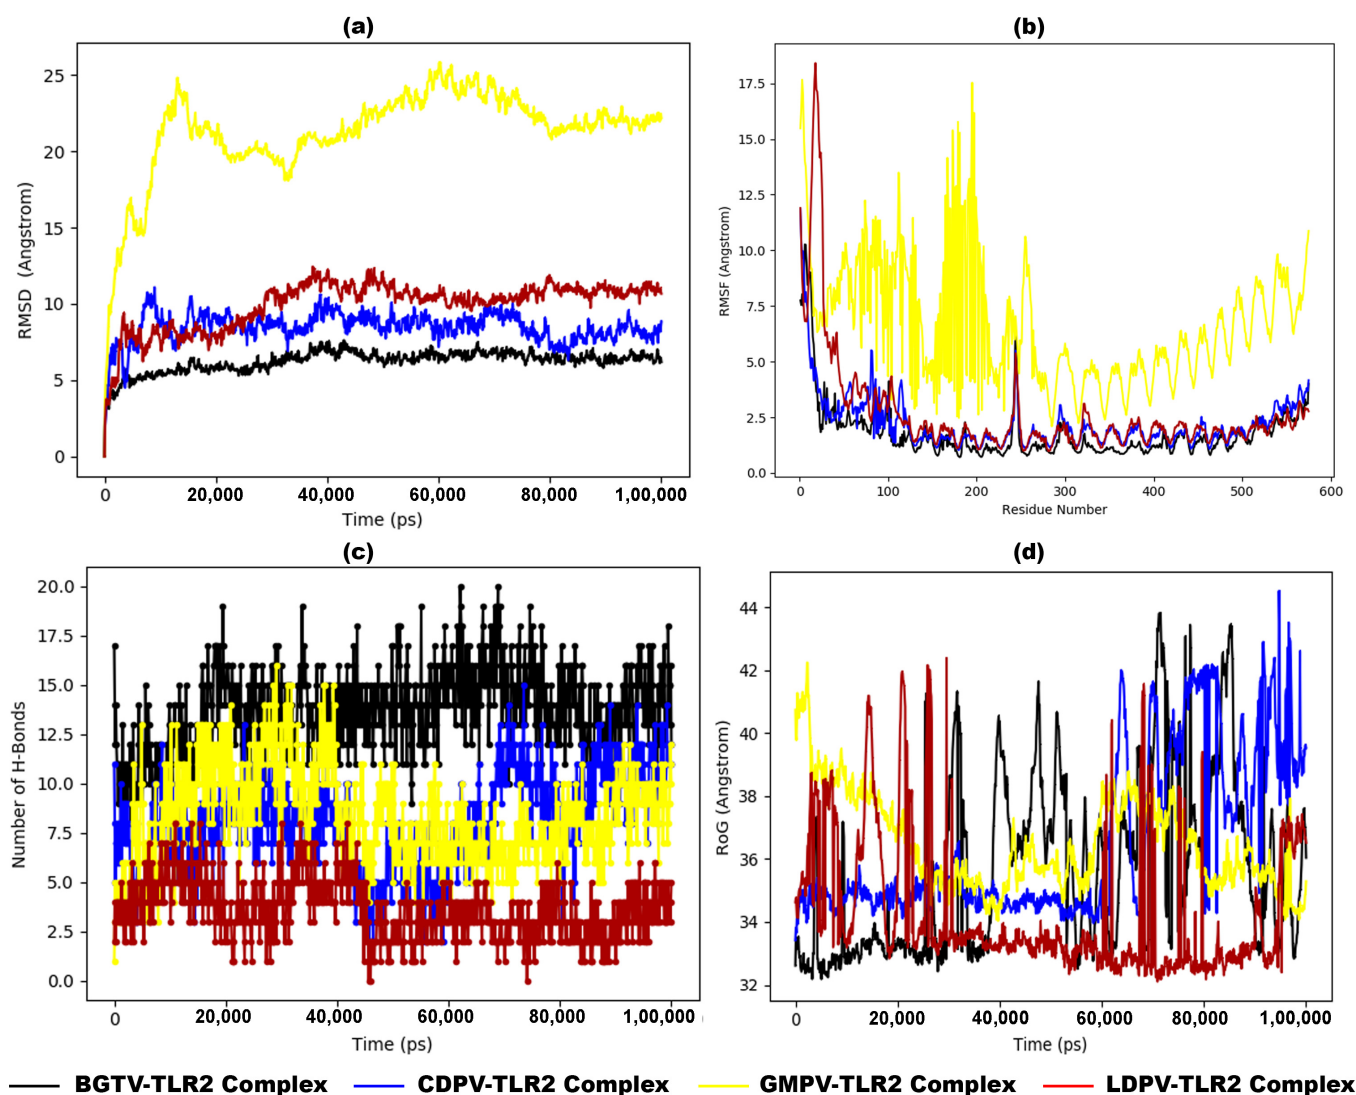 (a)
25
20
15
10
5
0
RMSD (Angstrom)
0 20,000 40,000 60,000 80,000 1,00,000
Time (ps)
(b)
17.5
15.0
12.5
10.0
7.5
5.0
2.5
0.0
RMSF (Angstrom)
0 100 200 300 400 500 600
Residue Number
(c)
20.0
17.5
15.0
12.5
10.0
7.5
5.0
2.5
0.0
Number of H-Bonds
0 20,000 40,000 60,000 80,000 1,00,000
Time (ps)
(d)
44
42
40
38
36
34
32
RoG (Angstrom)
0 20,000 40,000 60,000 80,000 1,00,000
Time (ps)
BGTV-TLR2 Complex CDPV-TLR2 Complex GMPV-TLR2 Complex LDPV-TLR2 Complex